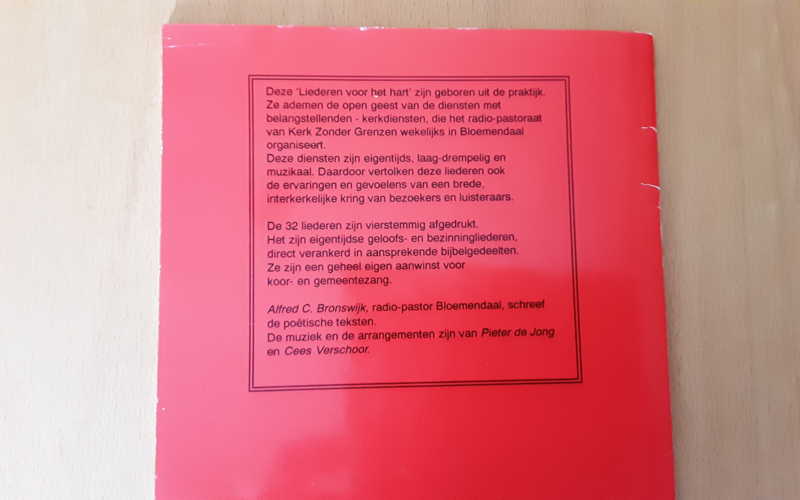 Deze 'Liederen voor het hart' zijn geboren uit de praktijk.
Ze ademen de open geest van de diensten met
belangstellenden - kerkdiensten, die het radio-pastoraat
van Kerk Zonder Grenzen wekelijks in Bloemendaal
organiseert.
Deze diensten zijn eigentijds, laag-drempelig en
muzikaal. Daardoor vertolken deze liederen ook
de ervaringen en gevoelens van een brede,
interkerkelijke kring van bezoekers en luisteraars.
De 32 liederen zijn vierstemmig afgedrukt.
Het zijn eigentijdse geloofs- en bezinningliederen,
direct verankerd in aansprekende bijbelgedeelten.
Ze zijn een geheel eigen aanwinst voor
koor- en gemeentezang.
Alfred C. Bronswijk, radio-pastor Bloemendaal, schreef
de poëtische teksten.
De muziek en de arrangementen zijn van Pieter de Jong
en Cees Verschoor.